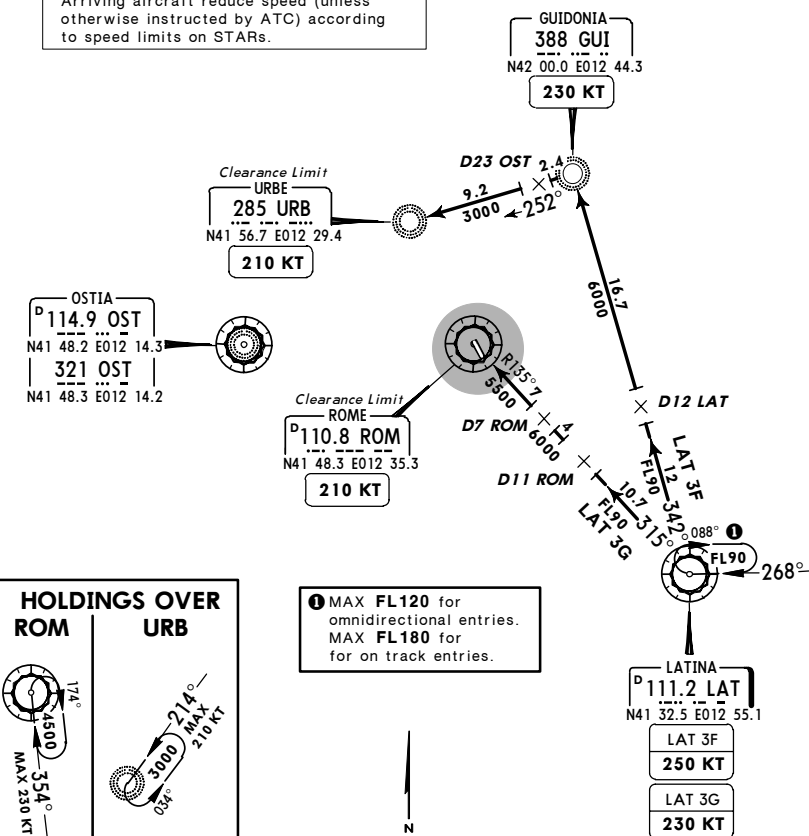 Arriving aircraft reduce speed (unless
otherwise instructed by ATC) according
to speed limits on STARs.
GUIDONIA
388 GUI
N42 00.0 E012 44.3
230 KT
D23 OST
2.4
9.2
3000
252°
Clearance Limit
URBE
285 URB
N41 56.7 E012 29.4
210 KT
16.7
6000
OSTIA
D 114.9 OST
N41 48.2 E012 14.3
321 OST
N41 48.3 E012 14.2
Clearance Limit
ROME
D 110.8 ROM
N41 48.3 E012 35.3
210 KT
R135°
7
5500
D7 ROM
4
6000
D11 ROM
D12 LAT
LAT 3F
12
FL90
342°
10.7
FL90
315°
LAT 3G
088° 1
FL90
268°
1 MAX FL120 for
omnidirectional entries.
MAX FL180 for
for on track entries.
LATINA
D 111.2 LAT
N41 32.5 E012 55.1
LAT 3F
250 KT
LAT 3G
230 KT
HOLDINGS OVER
ROM
URB
174°
4500
354°
MAX 230 KT
214°
MAX
210 KT
3000
034°
N